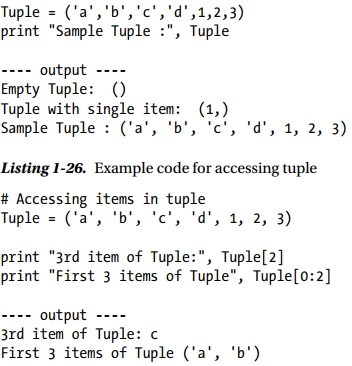 Tuple = ('a','b','c','d',1,2,3)
print "Sample Tuple :", Tuple
---- output ----
Empty Tuple:  ()
Tuple with single item:  (1,)
Sample Tuple : ('a', 'b', 'c', 'd', 1, 2, 3)
Listing 1-26. Example code for accessing tuple
# Accessing items in tuple
Tuple = ('a', 'b', 'c', 'd', 1, 2, 3)
print "3rd item of Tuple:", Tuple[2]
print "First 3 items of Tuple", Tuple[0:2]
---- output ----
3rd item of Tuple: c
First 3 items of Tuple ('a', 'b')